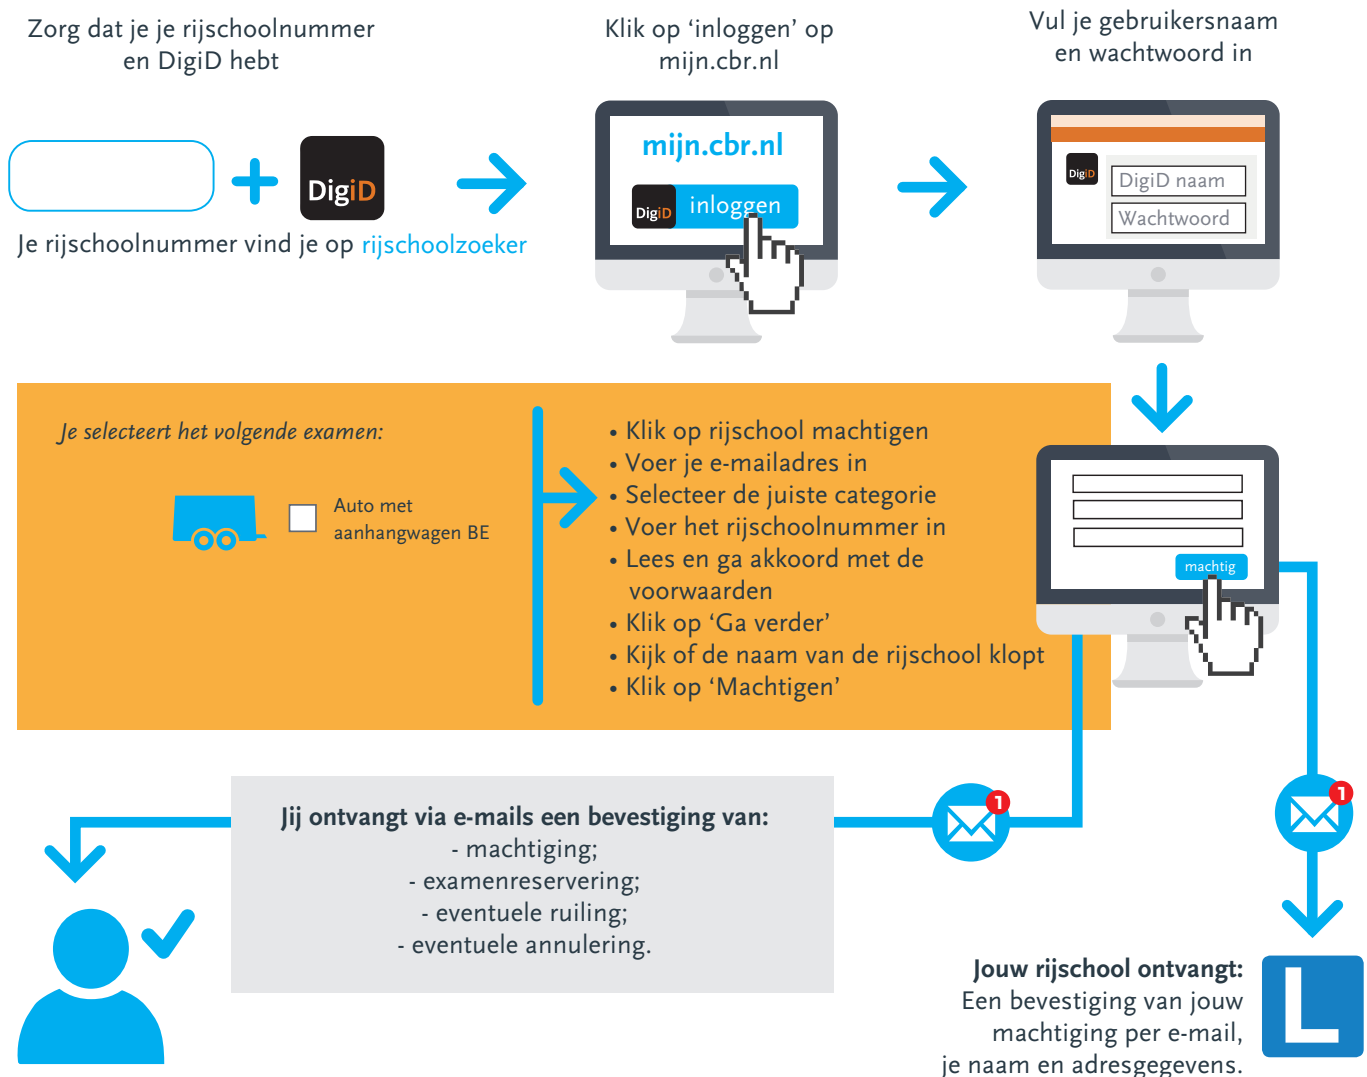 Zorg dat je je rijschoolnummer
en DigiD hebt
DigiD
Je rijschoolnummer vind je op rijschoolzoeker
Klik op ‘inloggen’ op
mijn.cbr.nl
mijn.cbr.nl
DigiD inloggen
Vul je gebruikersnaam
en wachtwoord in
DigiD
DigiD naam
Wachtwoord
Je selecteert het volgende examen:
Auto met
aanhangwagen BE
• Klik op rijschool machtigen
• Voer je e-mailadres in
• Selecteer de juiste categorie
• Voer het rijschoolnummer in
• Lees en ga akkoord met de
voorwaarden
• Klik op ‘Ga verder’
• Kijk of de naam van de rijschool klopt
• Klik op ‘Machtigen’
machtig
1
1
Jij ontvangt via e-mails een bevestiging van:
- machtiging;
- examenreservering;
- eventuele ruiling;
- eventuele annulering.
Jouw rijschool ontvangt:
Een bevestiging van jouw
machtiging per e-mail,
je naam en adresgegevens.
L